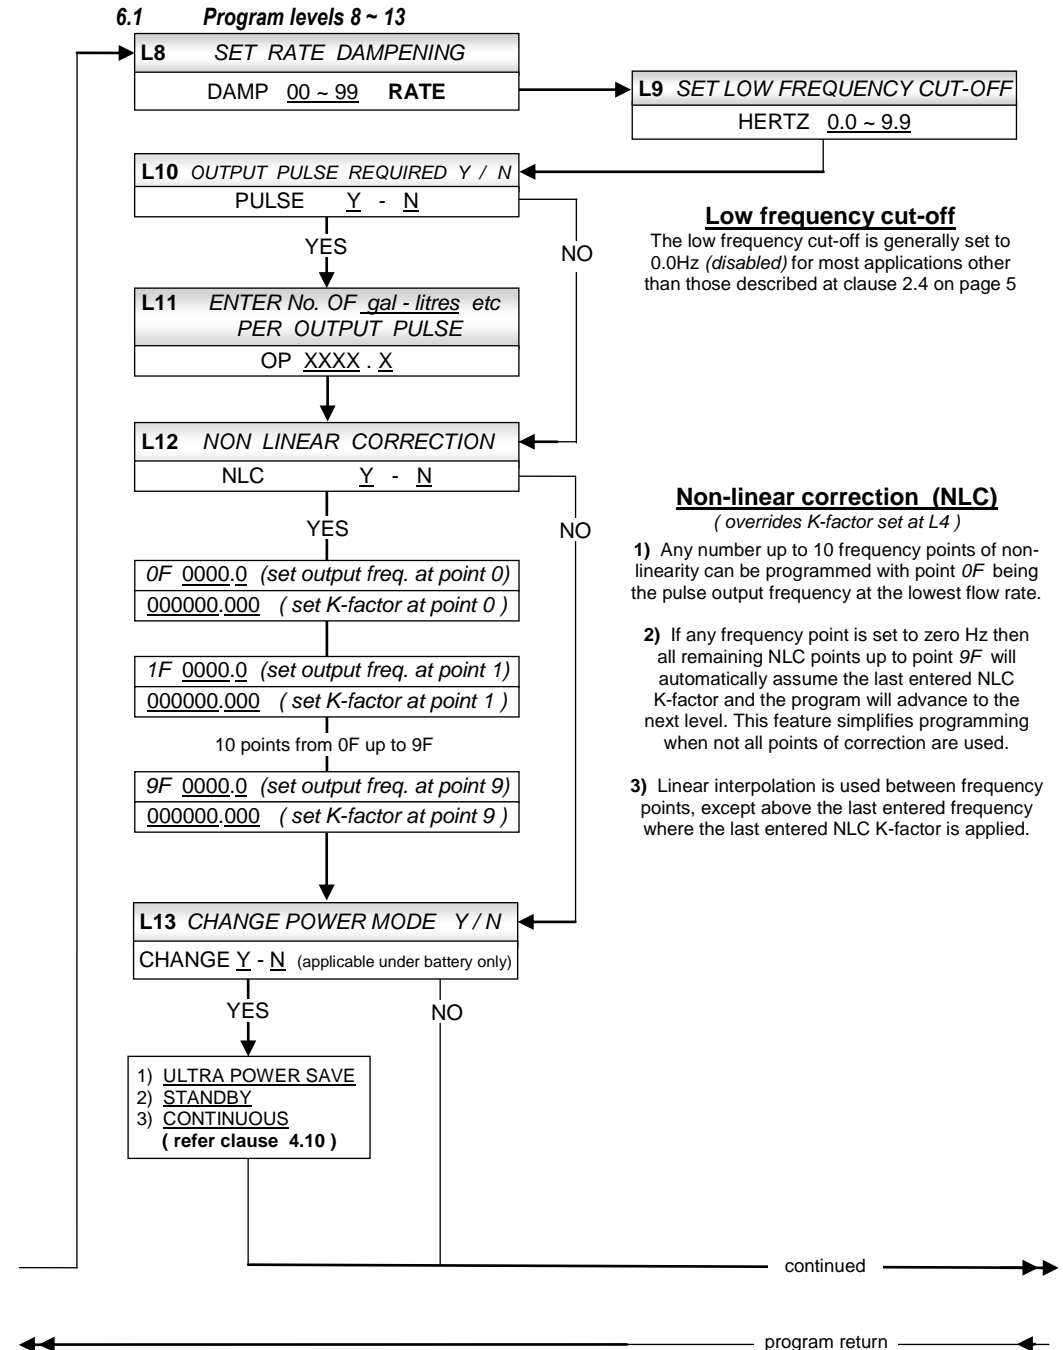 6.1 Program levels 8 ~ 13
L8 SET RATE DAMPENING
DAMP 00 ~ 99 RATE
L9 SET LOW FREQUENCY CUT-OFF
HERTZ 0.0 ~ 9.9
L10 OUTPUT PULSE REQUIRED Y / N
PULSE Y - N
YES
NO
Low frequency cut-off
The low frequency cut-off is generally set to
0.0Hz (disabled) for most applications other
than those described at clause 2.4 on page 5
L11 ENTER No. OF gal - litres etc
PER OUTPUT PULSE
OP XXXX . X
L12 NON LINEAR CORRECTION
NLC Y - N
YES
NO
Non-linear correction (NLC)
( overrides K-factor set at L4 )
1) Any number up to 10 frequency points of non-
linearity can be programmed with point 0F being
the pulse output frequency at the lowest flow rate.
2) If any frequency point is set to zero Hz then
all remaining NLC points up to point 9F will
automatically assume the last entered NLC
K-factor and the program will advance to the
next level. This feature simplifies programming
when not all points of correction are used.
3) Linear interpolation is used between frequency
points, except above the last entered frequency
where the last entered NLC K-factor is applied.
0F 0000.0 (set output freq. at point 0)
000000.000 ( set K-factor at point 0 )
1F 0000.0 (set output freq. at point 1)
000000.000 ( set K-factor at point 1 )
10 points from 0F up to 9F
9F 0000.0 (set output freq. at point 9)
000000.000 ( set K-factor at point 9 )
L13 CHANGE POWER MODE Y / N
CHANGE Y - N (applicable under battery only)
YES
NO
1) ULTRA POWER SAVE
2) STANDBY
3) CONTINUOUS
( refer clause 4.10 )
continued
program return